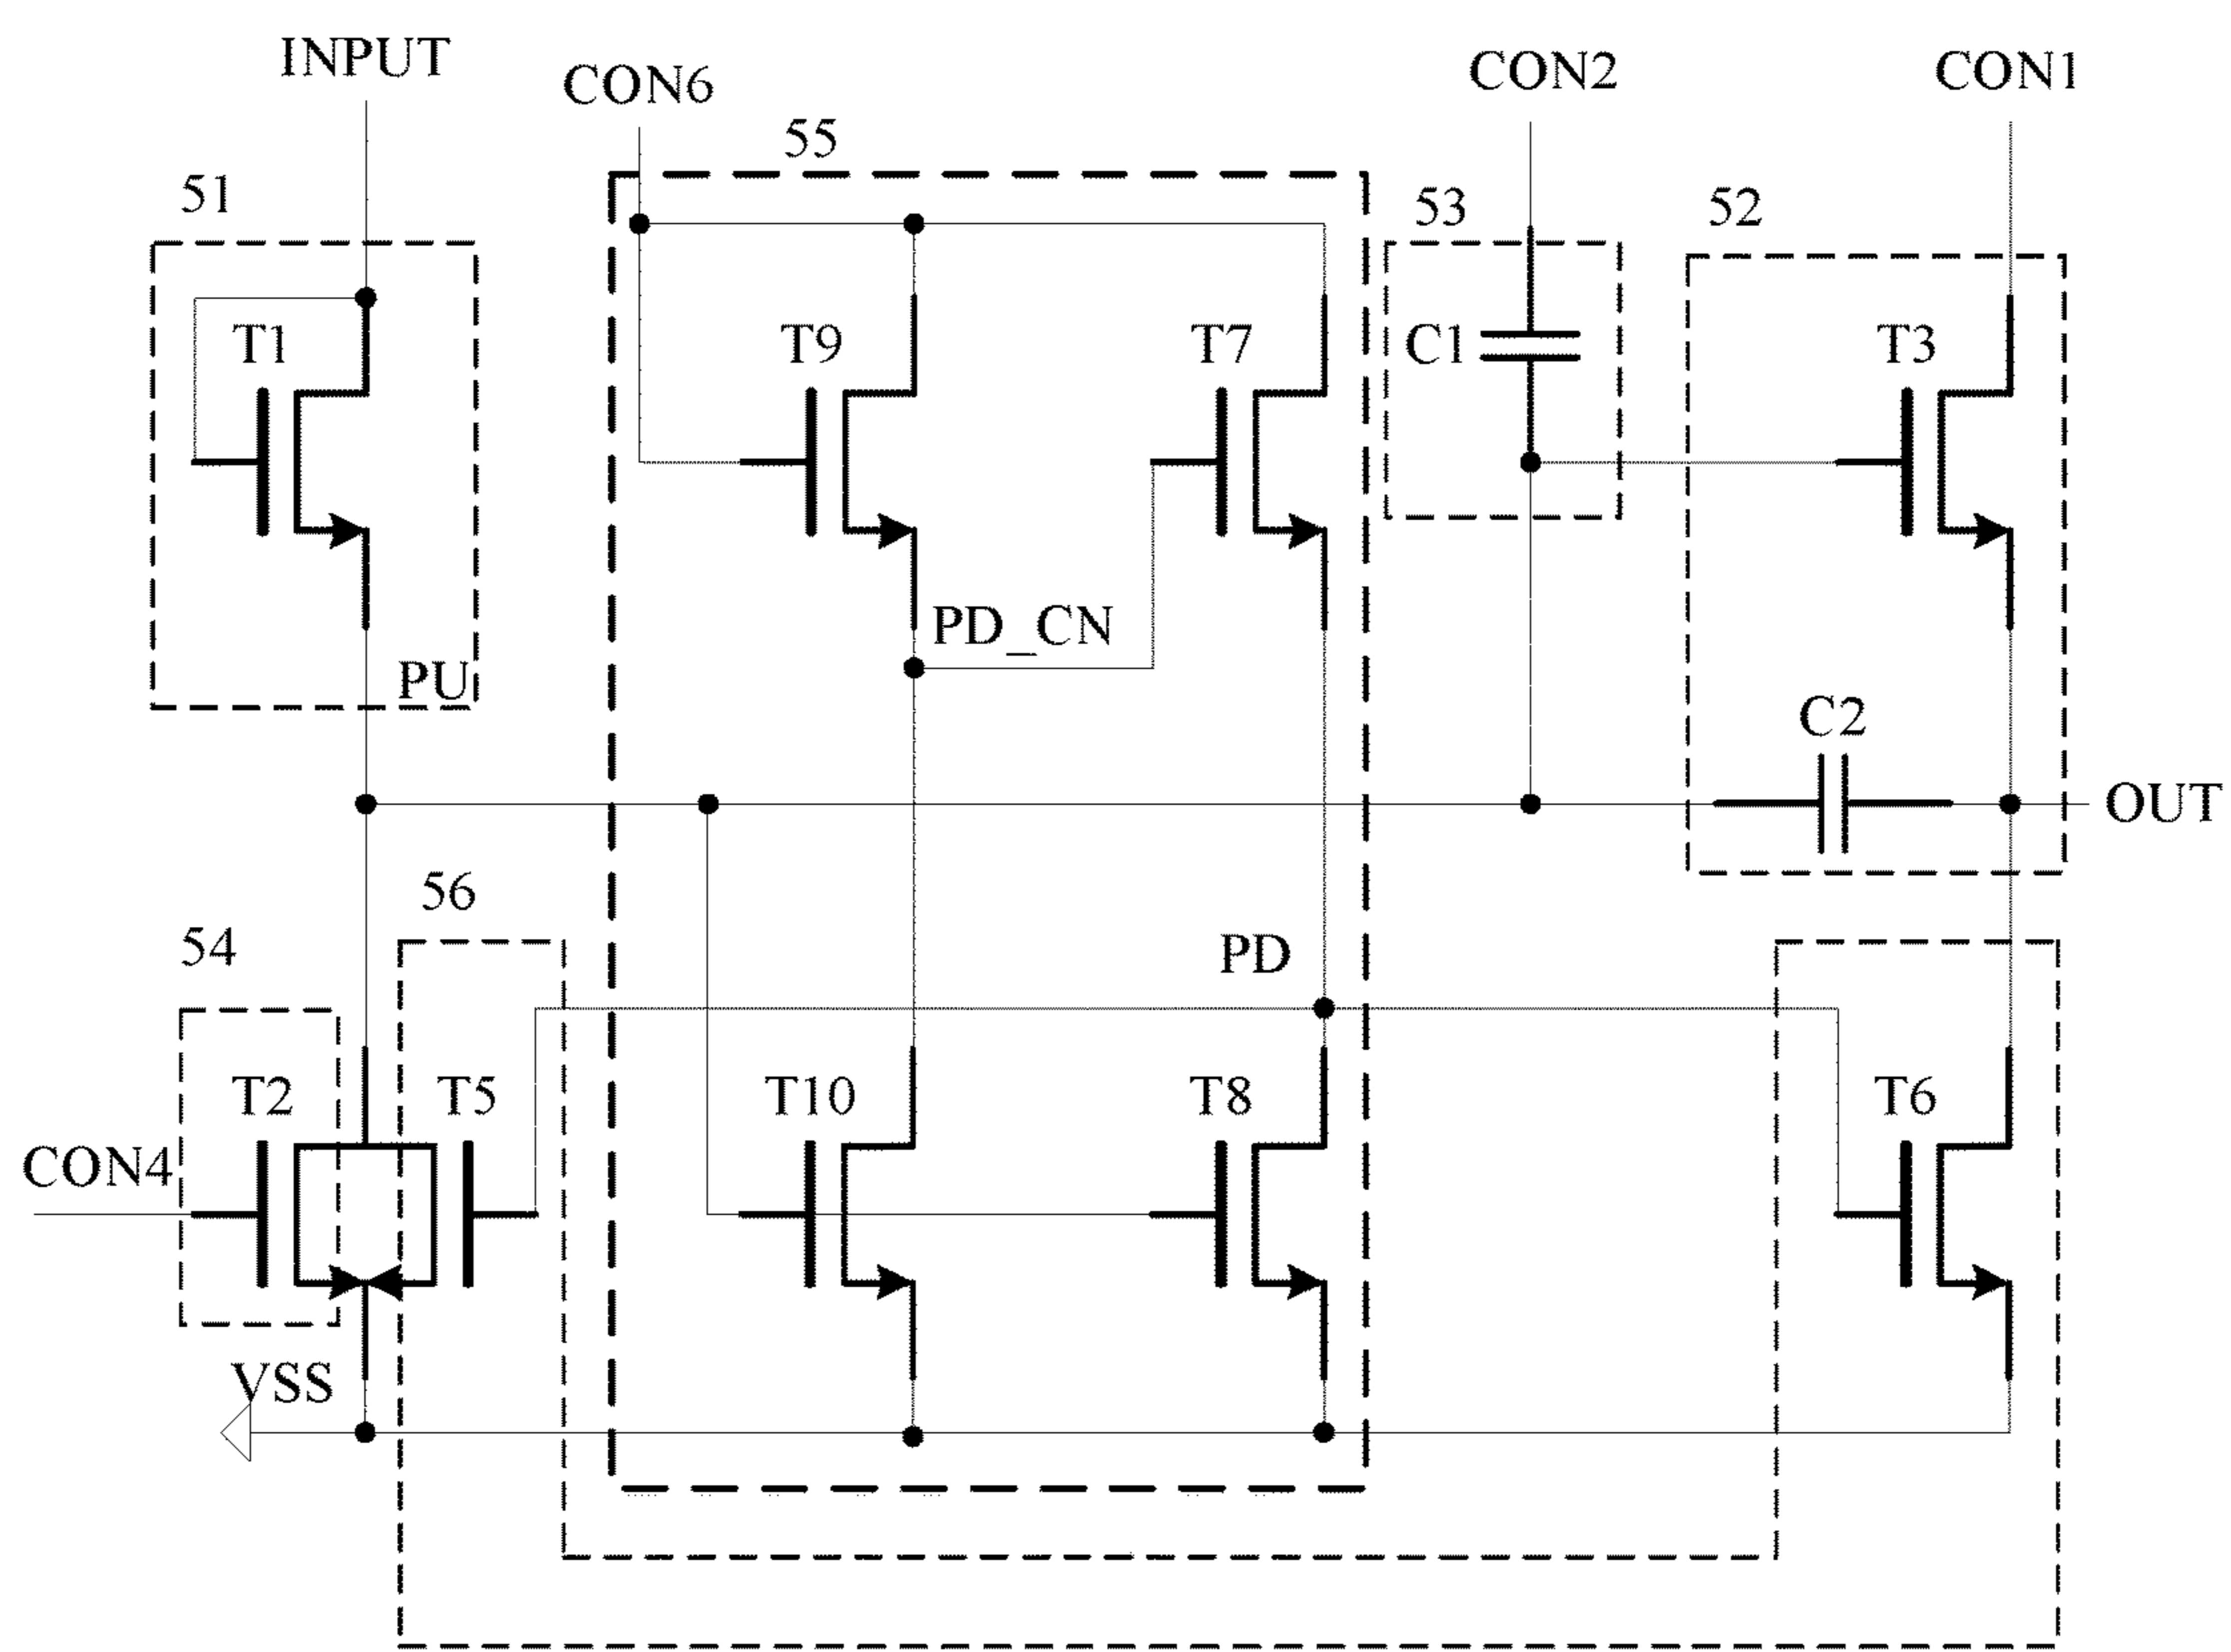 INPUT
CON6
CON2
CON1
55
51
53
52
T1
T9
T7
C1
T3
PD_CN
PU
C2
OUT
56
54
PD
T2
T5
T10
T8
T6
CON4
VSS